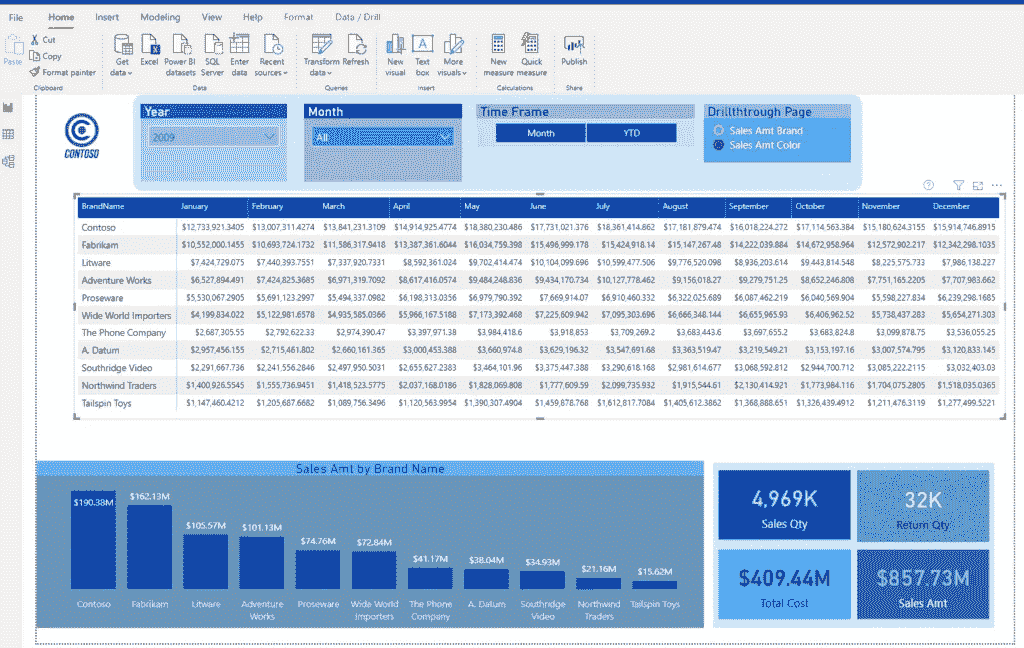 File Home Insert Modeling View Help Format Data / Drill
Paste Cut Copy Format painter Get data Excel Power BI datasets SQL Server Enter data Recent sources Transform data Refresh New visual Text box More visuals New measure Quick measure Publish
Clipboard Data Queries Insert Calculations Share
CONTOSO
Year Month Time Frame Drillthrough Page
2009 All Month YTD Sales Amt Brand
Sales Amt Color
BrandName January February March April May June July August September October November December
Contoso $12,733,921.3405 $13,007,311.4274 $13,841,231.3109 $14,914,925.4774 $18,380,230.486 $17,731,021.376 $18,361,414.862 $17,181,879.474 $16,018,224.272 $17,114,563.384 $15,180,624.3155 $15,914,746.8915
Fabrikam $10,552,000.1455 $10,693,724.1732 $11,586,317.9418 $13,387,361.6044 $16,034,759.398 $15,496,999.178 $15,424,918.14 $15,147,267.48 $14,222,039.884 $14,672,958.964 $12,572,902.217 $12,342,298.1035
Litware $7,424,729.075 $7,440,393.7551 $7,337,920.7331 $8,592,361.024 $9,702,414.474 $10,104,099.696 $10,599,477.506 $9,776,520.098 $8,936,203.614 $9,443,814.548 $8,225,575.733 $7,986,138.227
Adventure Works $6,527,894.491 $7,424,825.3685 $6,971,319.7092 $8,617,416.0574 $9,484,248.836 $9,434,170.734 $10,127,778.462 $9,156,018.27 $9,279,751.25 $8,652,246.808 $7,751,165.2205 $7,707,983.662
Proseware $5,530,067.2905 $5,691,123.2997 $5,494,337.0982 $6,198,313.0356 $6,979,790.392 $7,669,914.07 $6,910,460.332 $6,322,025.689 $6,087,462.219 $6,040,569.904 $5,598,227.834 $6,239,298.1685
Wide World Importers $4,199,834.022 $5,122,981.6578 $4,935,585.0366 $5,966,167.5188 $7,173,392.468 $7,225,609.942 $7,095,303.696 $6,666,348.144 $6,655,965.93 $6,406,962.52 $5,738,437.283 $5,654,271.303
The Phone Company $2,687,305.55 $2,792,622.33 $2,974,390.47 $3,397,971.38 $3,984,418.6 $3,918,853 $3,709,269.2 $3,683,443.6 $3,697,655.2 $3,683,824.8 $3,099,878.75 $3,536,055.25
A. Datum $2,957,456.155 $2,715,461.802 $2,660,161.365 $3,000,453.388 $3,660,974.8 $3,629,196.32 $3,547,691.68 $3,363,519.47 $3,219,549.21 $3,153,197.16 $3,007,574.795 $3,120,833.145
Southridge Video $2,291,667.736 $2,241,556.2846 $2,497,950.5031 $2,655,627.2383 $3,464,101.96 $3,375,447.388 $3,290,618.168 $2,981,614.677 $3,068,592.812 $2,944,700.712 $3,085,222.2115 $3,032,403.03
Northwind Traders $1,400,926.5545 $1,555,736.9451 $1,418,523.5775 $2,037,168.0186 $1,828,069.808 $1,777,609.59 $2,099,735.932 $1,915,544.61 $2,130,414.921 $1,773,984.116 $1,704,075.2805 $1,518,035.0365
Tailspin Toys $1,147,460.4212 $1,205,687.6682 $1,089,756.3496 $1,120,563.9954 $1,390,307.4904 $1,459,878.768 $1,612,817.7084 $1,405,612.3862 $1,368,888.651 $1,326,439.4912 $1,211,476.3119 $1,277,499.5221
Sales Amt by Brand Name
$190.38M $162.13M $105.57M $101.13M $74.76M $72.84M $41.17M $38.04M $34.93M $21.16M $15.62M
Contoso Fabrikam Litware Adventure Works Proseware Wide World Importers The Phone Company A. Datum Southridge Video Northwind Traders Tailspin Toys
4,969K 32K
Sales Qty Return Qty
$409.44M $857.73M
Total Cost Sales Amt